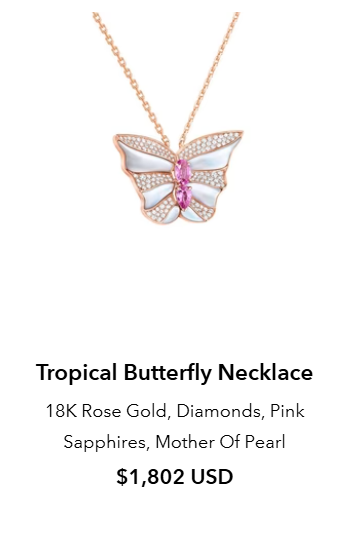 Tropical Butterfly Necklace
18K Rose Gold, Diamonds, Pink
Sapphires, Mother Of Pearl
$1,802 USD